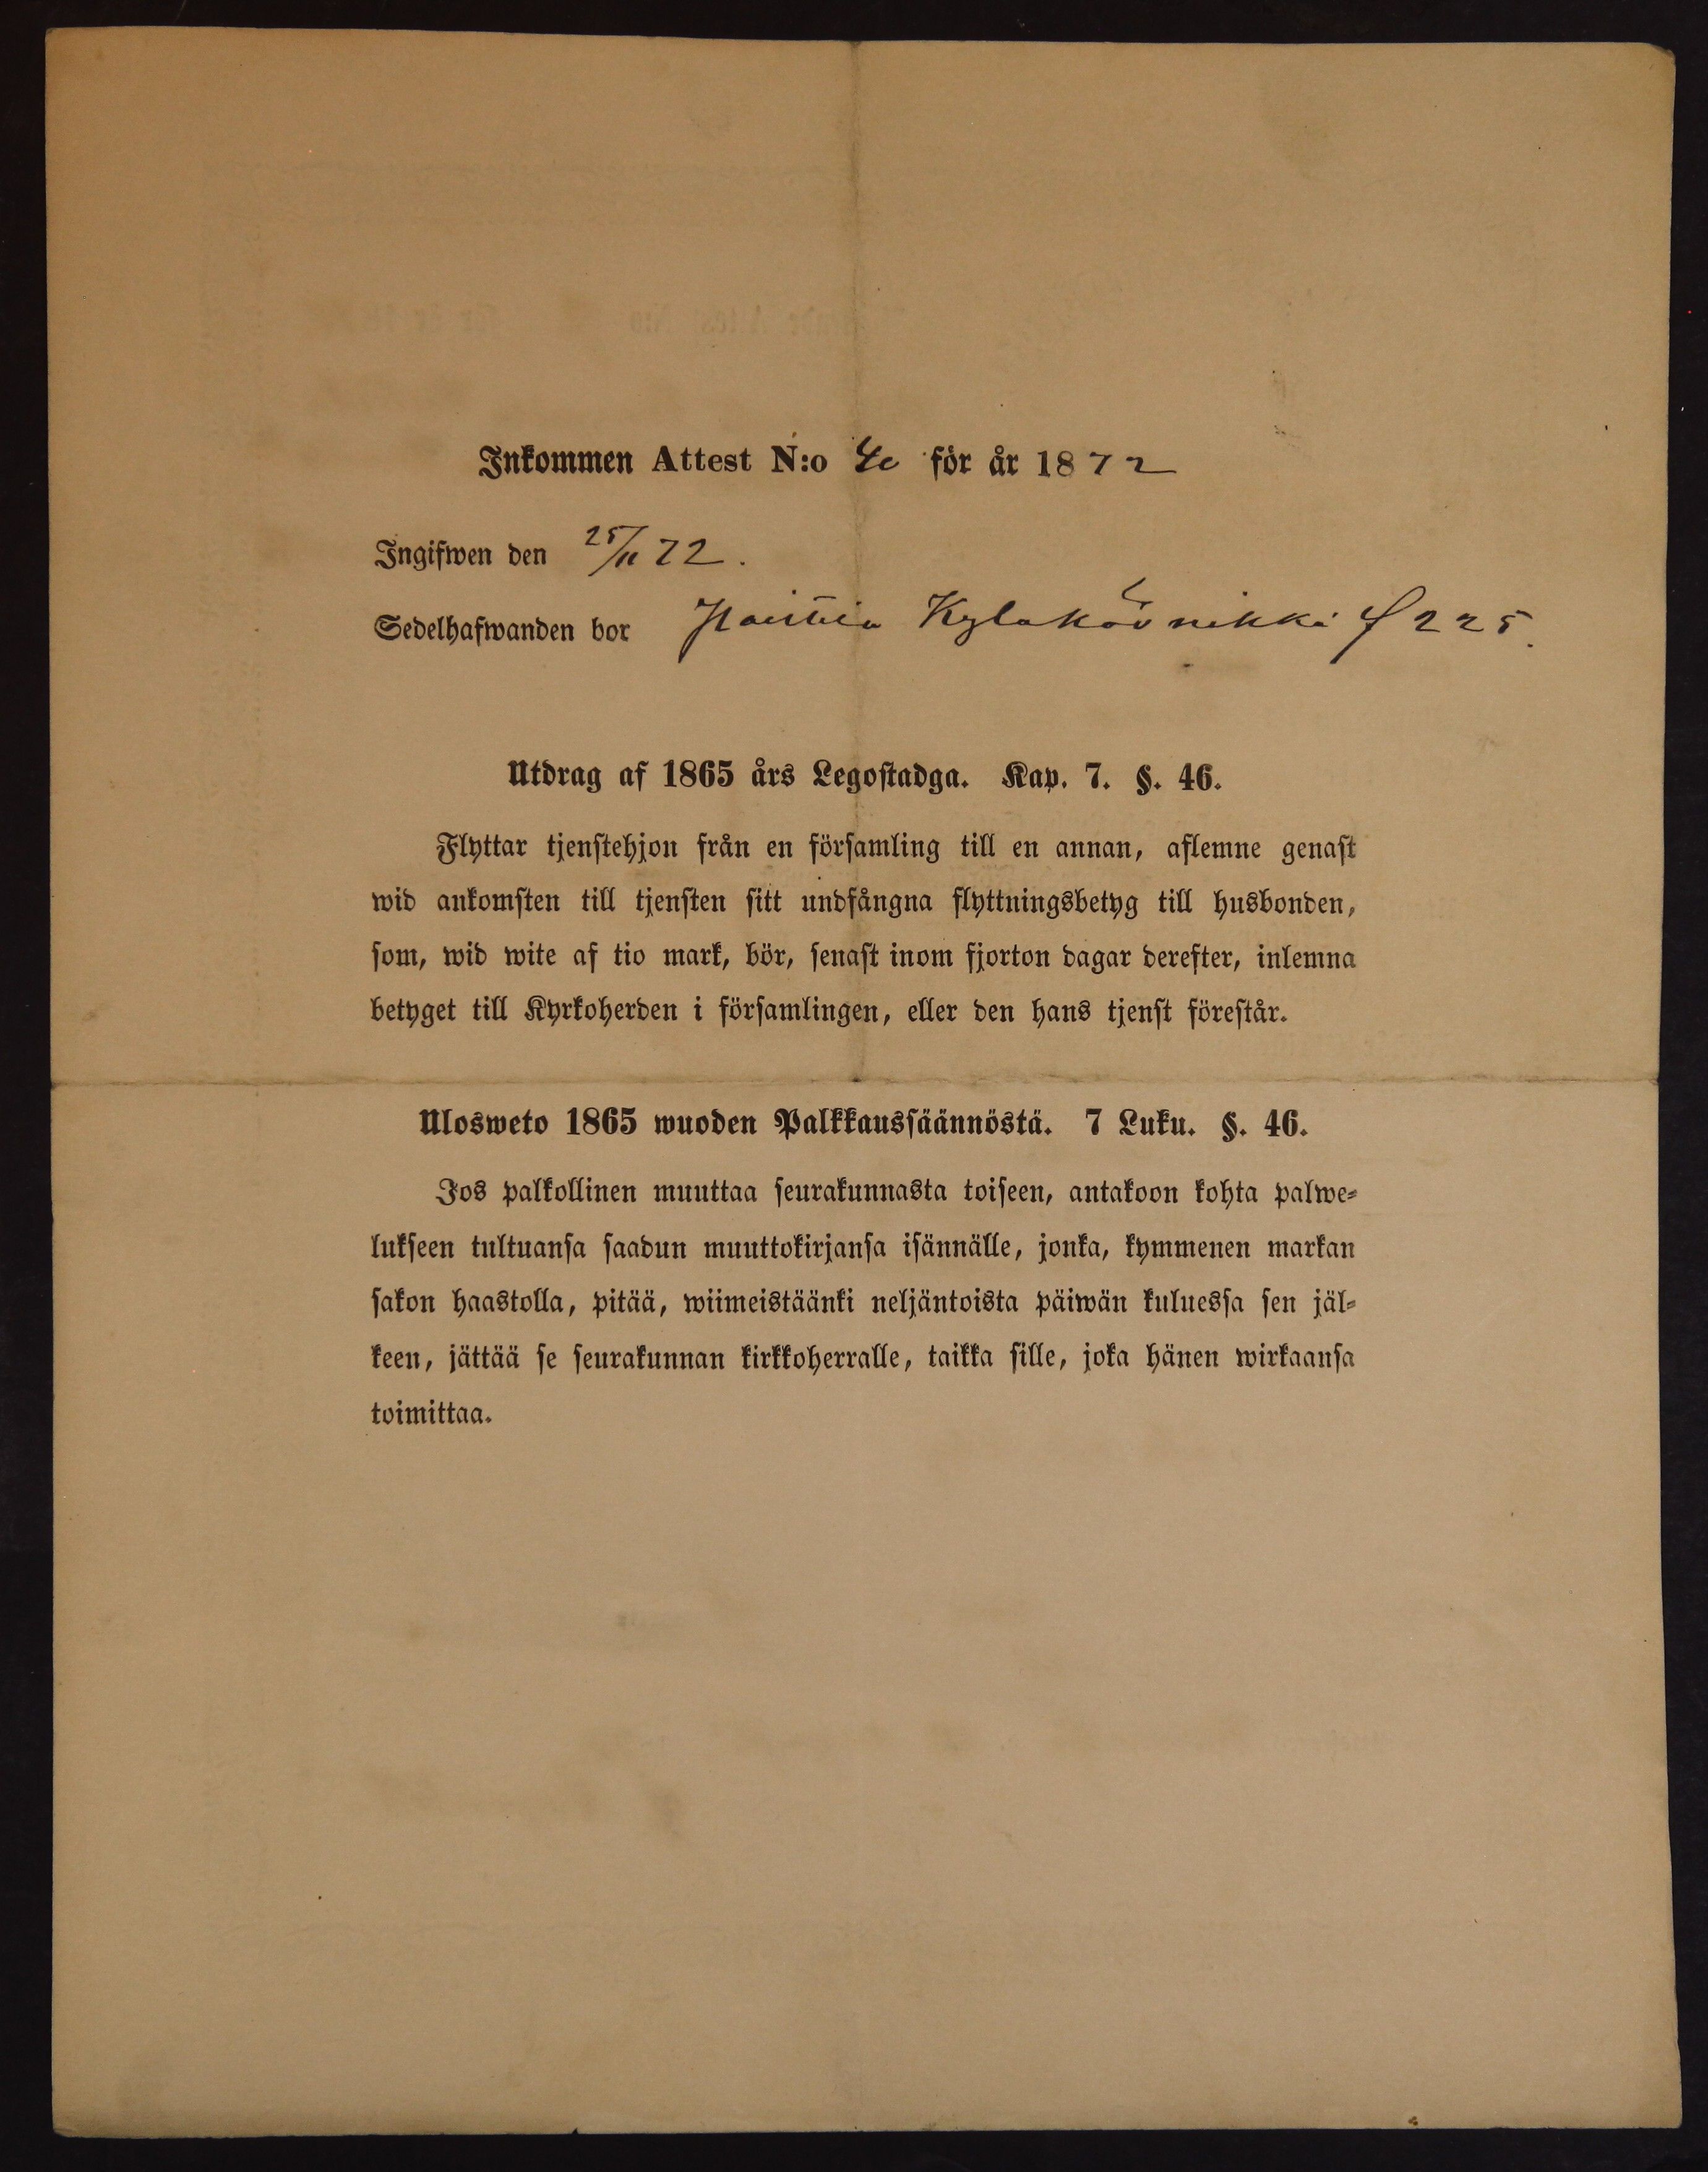 Inkommen Attest N:o 40 för år 1872
Ingifwen den 25/11 72.
Sedelhafwanden bor f 225.
Utdrag af 1865 års Legostadga. Kap. 7. §. 46.
Flyttar tjenstehjon från en församling till en annan, aflemne genast
wid ankomsten till tjensten sitt undfångna flyttningsbetyg till husbonden,
som, wid wite af tio mark, bör, senast inom fjorton dagar derefter, inlemna
betyget till Kyrkoherden i församlingen, eller den hans tjenst förestår.
Ulosweto 1865 wuoden Palkkaussäännöstä. 7 Luku. §. 46.
Jos palkollinen muuttaa seurakunnasta toiseen, antakoon kohta palwe-
lukseen tultuansa saadun muuttokirjansa isännälle, jonka, kymmenen markan
sakon haastolla, pitää, wiimeistäänki neljäntoista päiwän kuluessa sen jäl-
keen, jättää se seurakunnan kirkkoherralle, taikka sille, joka hänen wirkaansa
toimittaa.